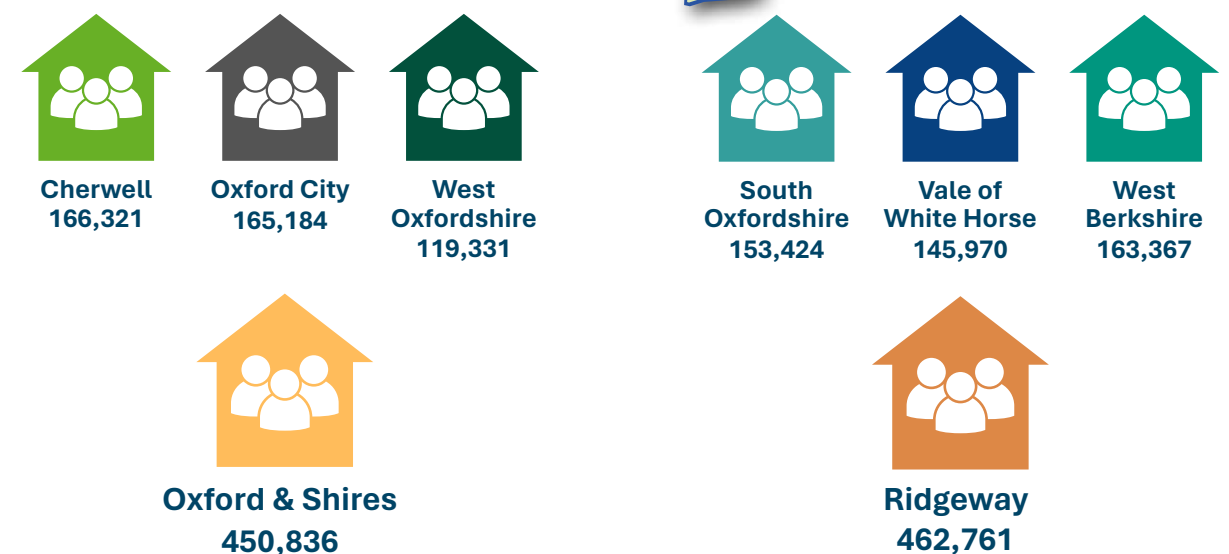 Cherwell
166,321
Oxford City
165,184
West
Oxfordshire
119,331
South
Oxfordshire
153,424
Vale of
White Horse
145,970
West
Berkshire
163,367
Oxford & Shires
450,836
Ridgeway
462,761